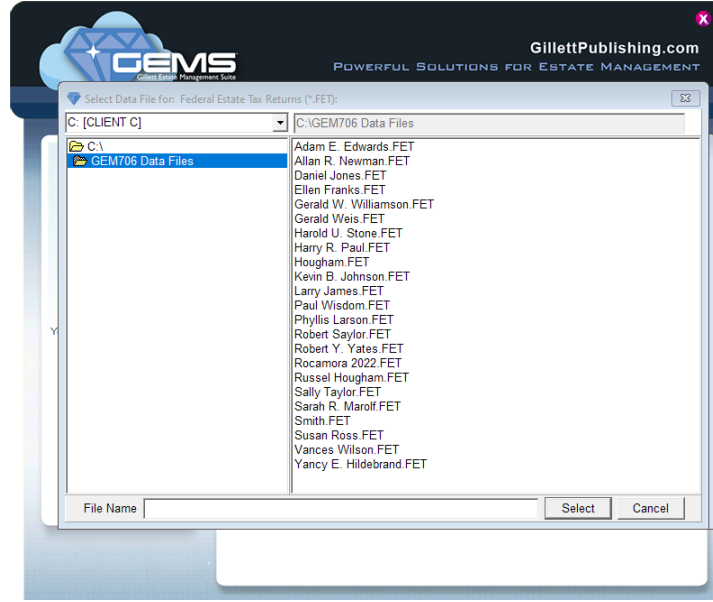 X
GillettPublishing.com
GEMS
Gillett Estate Management Suite
POWERFUL SOLUTIONS FOR ESTATE MANAGEMENT
Select Data File for: Federal Estate Tax Returns (*.FET):
C: [CLIENT C]
C:\GEM706 Data Files
C:\
GEM706 Data Files
Adam E. Edwards.FET
Allan R. Newman.FET
Daniel Jones.FET
Ellen Franks.FET
Gerald W. Williamson.FET
Gerald Weis.FET
Harold U. Stone.FET
Harry R. Paul.FET
Hougham.FET
Kevin B. Johnson.FET
Larry James.FET
Paul Wisdom.FET
Phyllis Larson.FET
Robert Saylor.FET
Robert Y. Yates.FET
Rocamora 2022.FET
Russel Hougham.FET
Sally Taylor.FET
Sarah R. Marolf.FET
Smith.FET
Susan Ross.FET
Vances Wilson.FET
Yancy E. Hildebrand.FET
Y
File Name
Select
Cancel